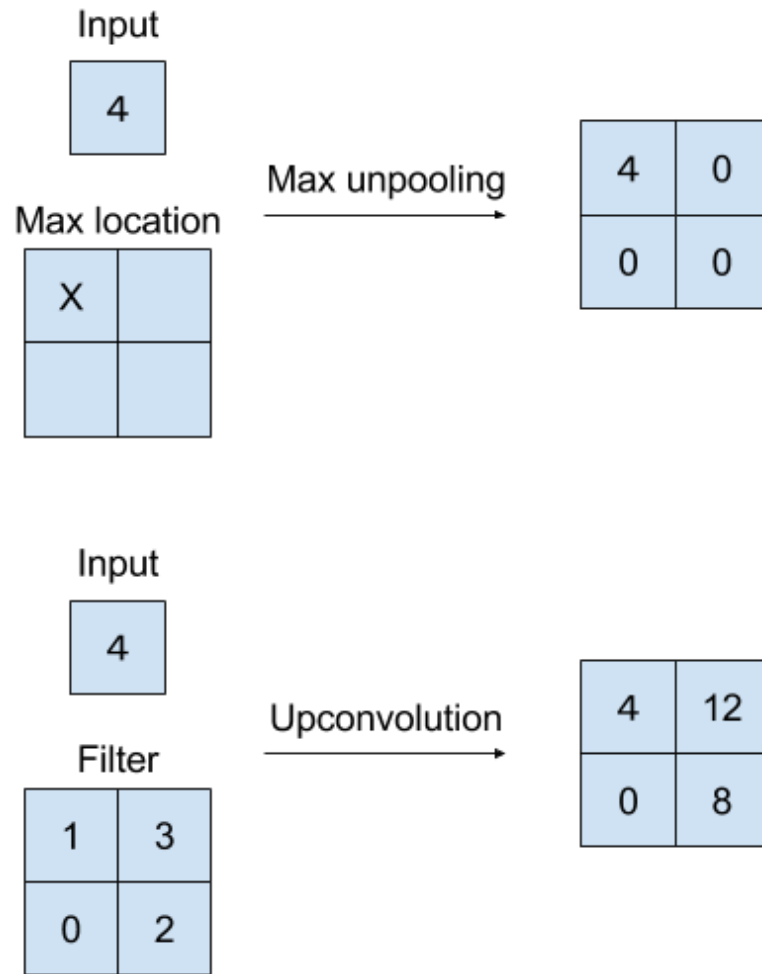 Input
4
Max unpooling
Max location
X
4 0
0 0
Input
4
Upconvolution
Filter
1 3
0 2
4 12
0 8